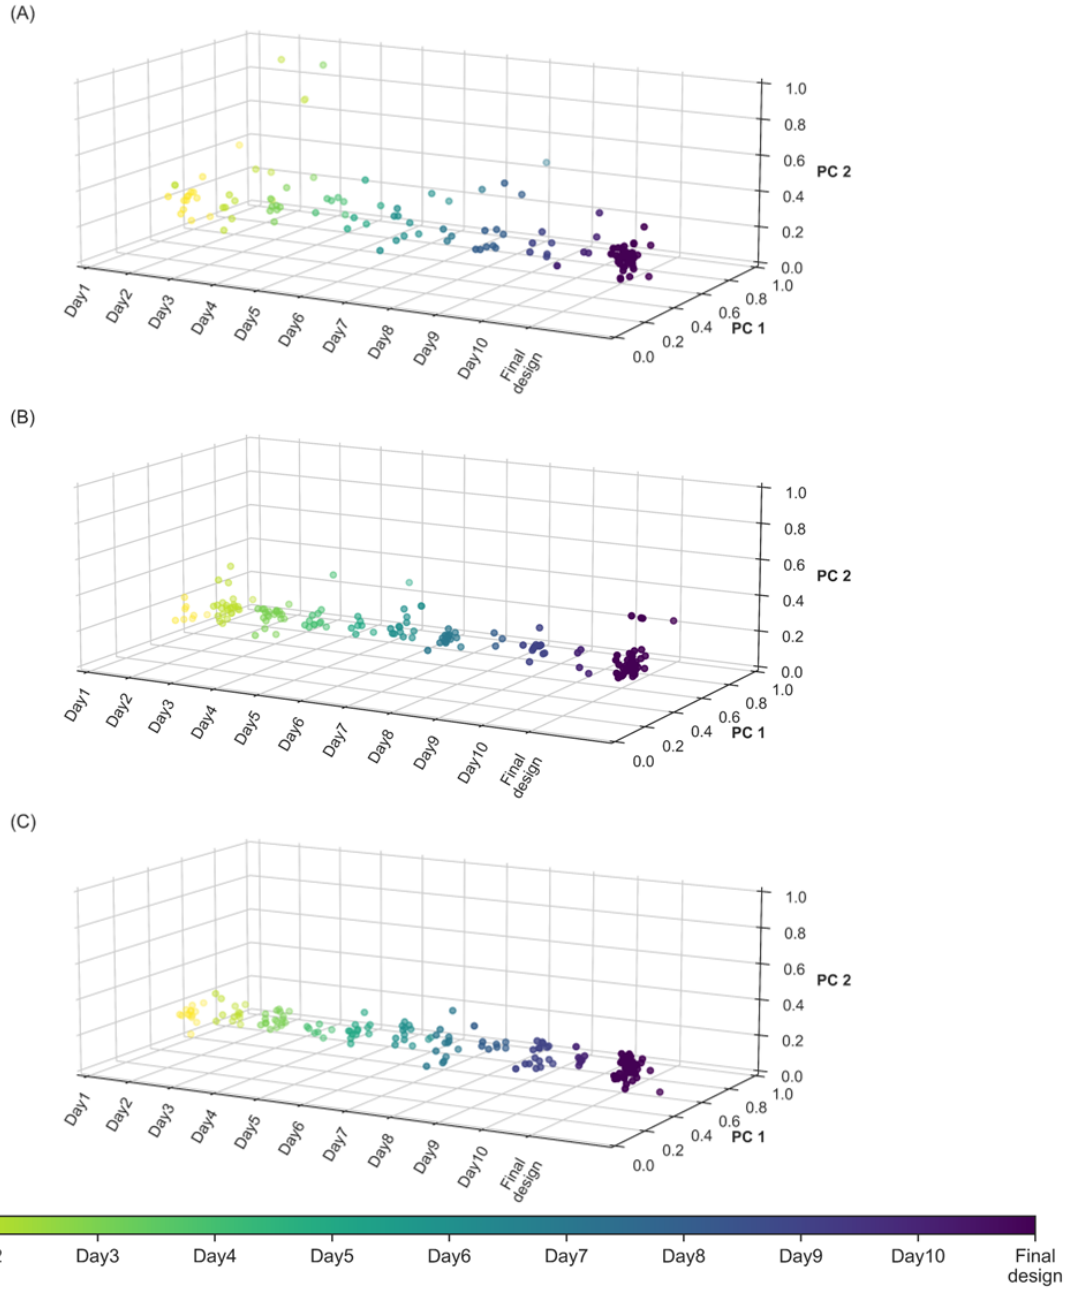 (A)
1.0
0.8
0.6
PC 2
0.4
0.2
0.0
1.0
0.8
0.6
0.4
PC 1
0.2
0.0
Day1
Day2
Day3
Day4
Day5
Day6
Day7
Day8
Day9
Day10
Final
design
(B)
1.0
0.8
0.6
PC 2
0.4
0.2
0.0
1.0
0.8
0.6
0.4
PC 1
0.2
0.0
Day1
Day2
Day3
Day4
Day5
Day6
Day7
Day8
Day9
Day10
Final
design
(C)
1.0
0.8
0.6
PC 2
0.4
0.2
0.0
1.0
0.8
0.6
0.4
PC 1
0.2
0.0
Day1
Day2
Day3
Day4
Day5
Day6
Day7
Day8
Day9
Day10
Final
design
Day3 Day4 Day5 Day6 Day7 Day8 Day9 Day10 Final
design